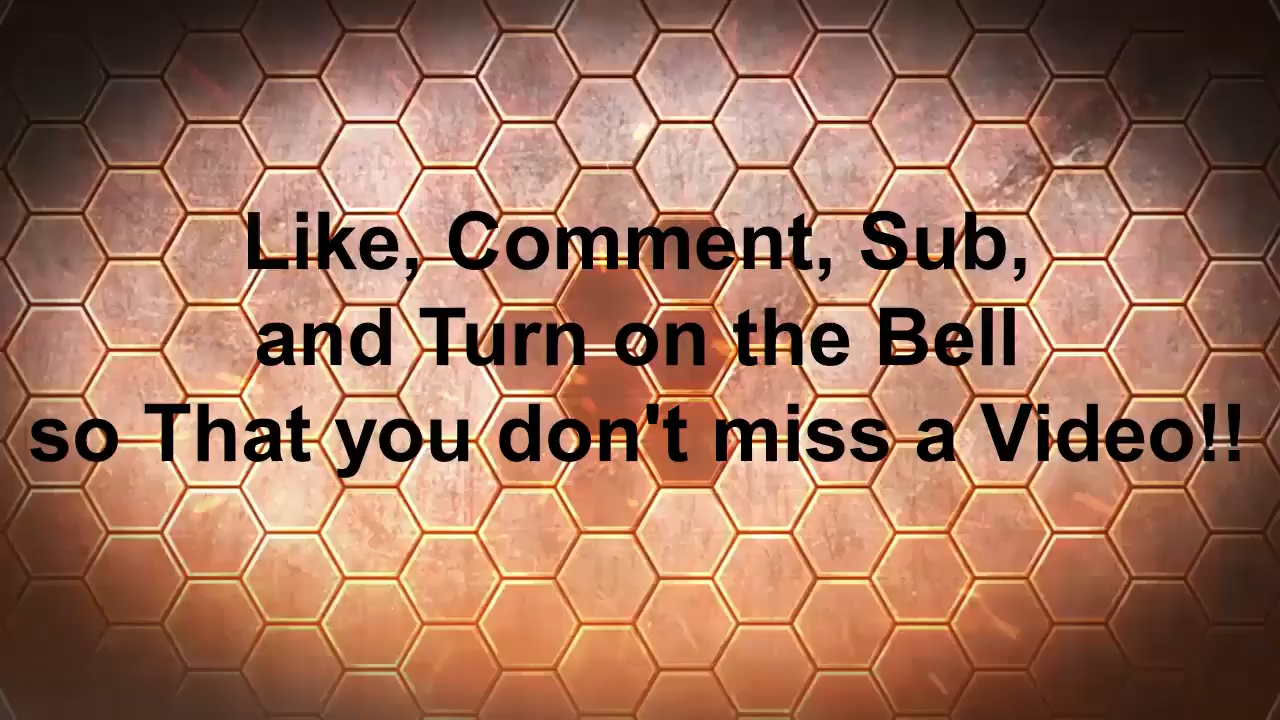 Like, Comment, Sub,
and Turn on the Bell
so That you don't miss a Video!!